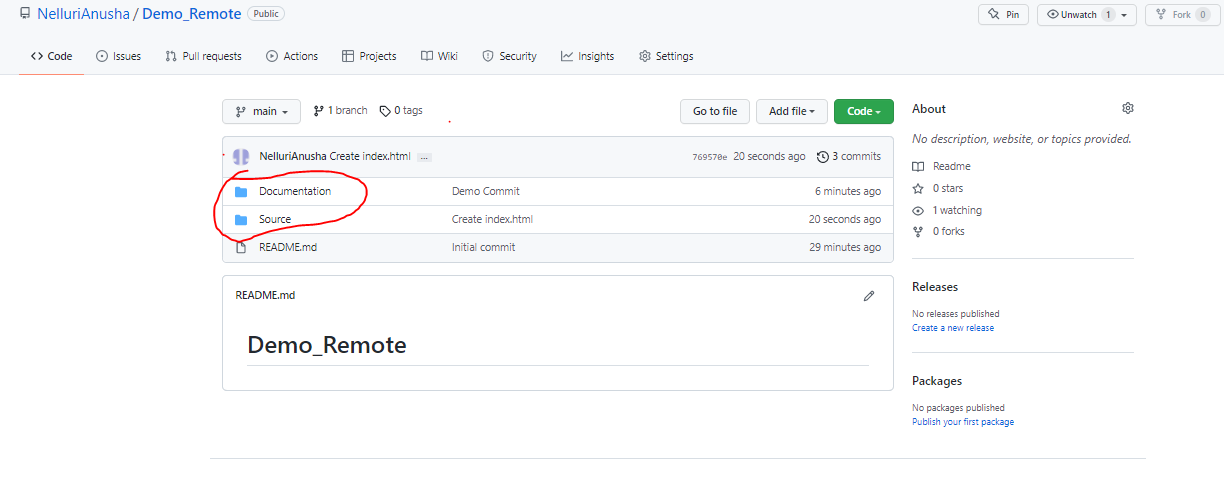 NelluriAnusha / Demo_Remote Public Pin Unwatch 1 Fork 0
Code Issues Pull requests Actions Projects Wiki Security Insights Settings
main 1 branch 0 tags Go to file Add file Code
NelluriAnusha Create index.html ... 769570e 20 seconds ago 3 commits
Documentation Demo Commit 6 minutes ago
Source Create index.html 20 seconds ago
README.md Initial commit 29 minutes ago
README.md
Demo_Remote
About
No description, website, or topics provided.
Readme
0 stars
1 watching
0 forks
Releases
No releases published
Create a new release
Packages
No packages published
Publish your first package